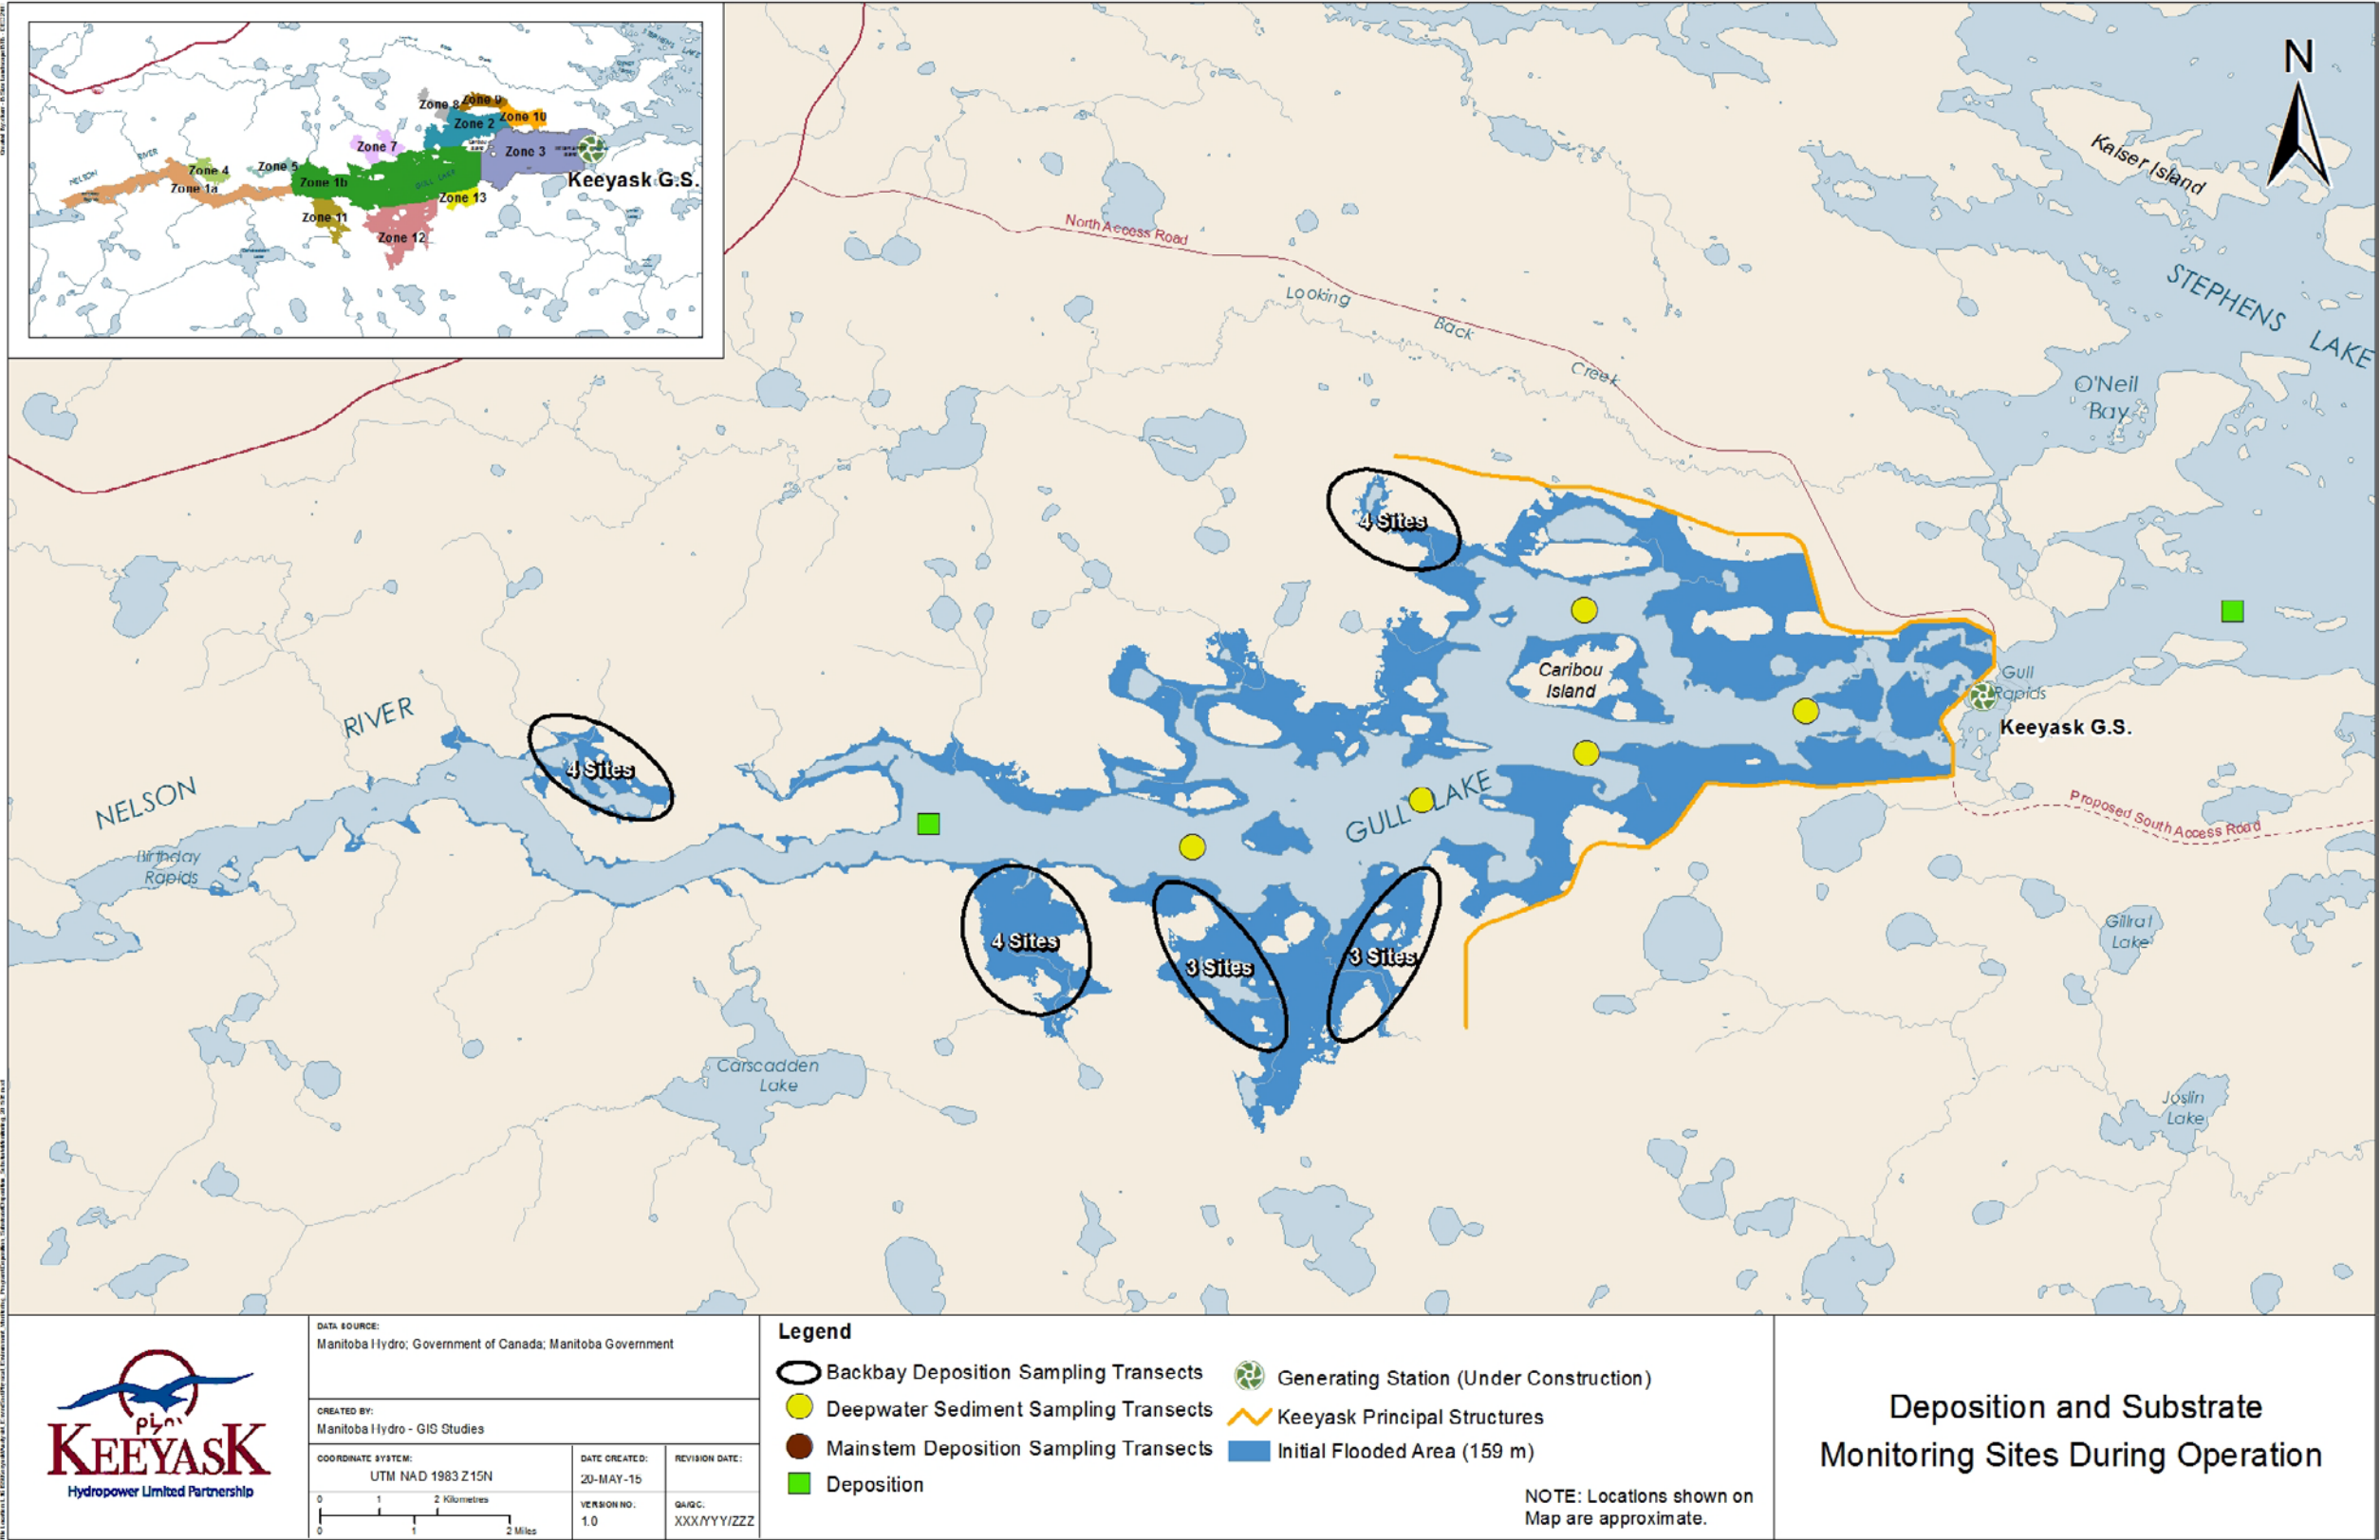 Zone 8
Zone 9
Zone 10
Zone 2
Zone 7
Zone 3
Zone 4
Zone 5
Zone 1a
Zone 1b
Zone 13
Zone 11
Zone 12
RIVER
NELSON
GULL LAKE
Keeyask G.S.
N
Kaiser Island
North Access Road
Looking
Back
Creek
STEPHENS
LAKE
O'Neil
Bay
4 Sites
Caribou
Island
Gull
Rapids
Keeyask G.S.
RIVER
NELSON
4 Sites
GULL LAKE
Birthday
Rapids
Proposed South Access Road
4 Sites
3 Sites
3 Sites
Gillrat
Lake
Carscadden
Lake
Joslin
Lake
KEEYASK
Hydropower Limited Partnership
DATA SOURCE:
Manitoba Hydro; Government of Canada; Manitoba Government
CREATED BY:
Manitoba Hydro - GIS Studies
COORDINATE SYSTEM:
UTM NAD 1983 Z15N
DATE CREATED:
20-MAY-15
REVISION DATE:
0 1 2 Kilometres
0 1 2 Miles
VERSION NO:
1.0
QA/QC:
XXX/YYY/ZZZ
Legend
Backbay Deposition Sampling Transects
Deepwater Sediment Sampling Transects
Mainstem Deposition Sampling Transects
Deposition
Generating Station (Under Construction)
Keeyask Principal Structures
Initial Flooded Area (159 m)
NOTE: Locations shown on
Map are approximate.
Deposition and Substrate
Monitoring Sites During Operation